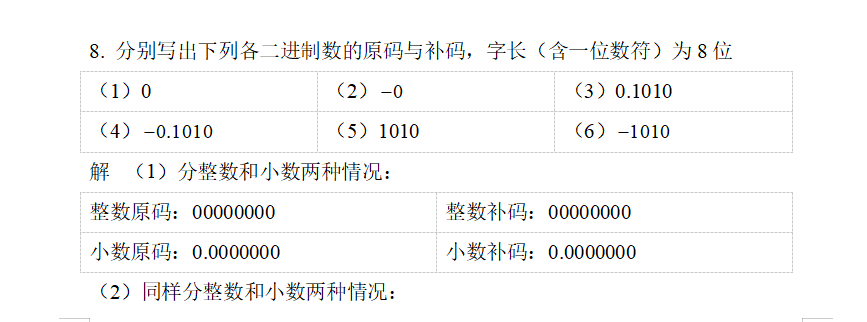 8. 分别写出下列各二进制数的原码与补码，字长（含一位数符）为 8 位
（1）0 （2）−0 （3）0.1010
（4）−0.1010 （5）1010 （6）−1010
解 （1）分整数和小数两种情况：
整数原码：00000000 整数补码：00000000
小数原码：0.0000000 小数补码：0.0000000
（2）同样分整数和小数两种情况：